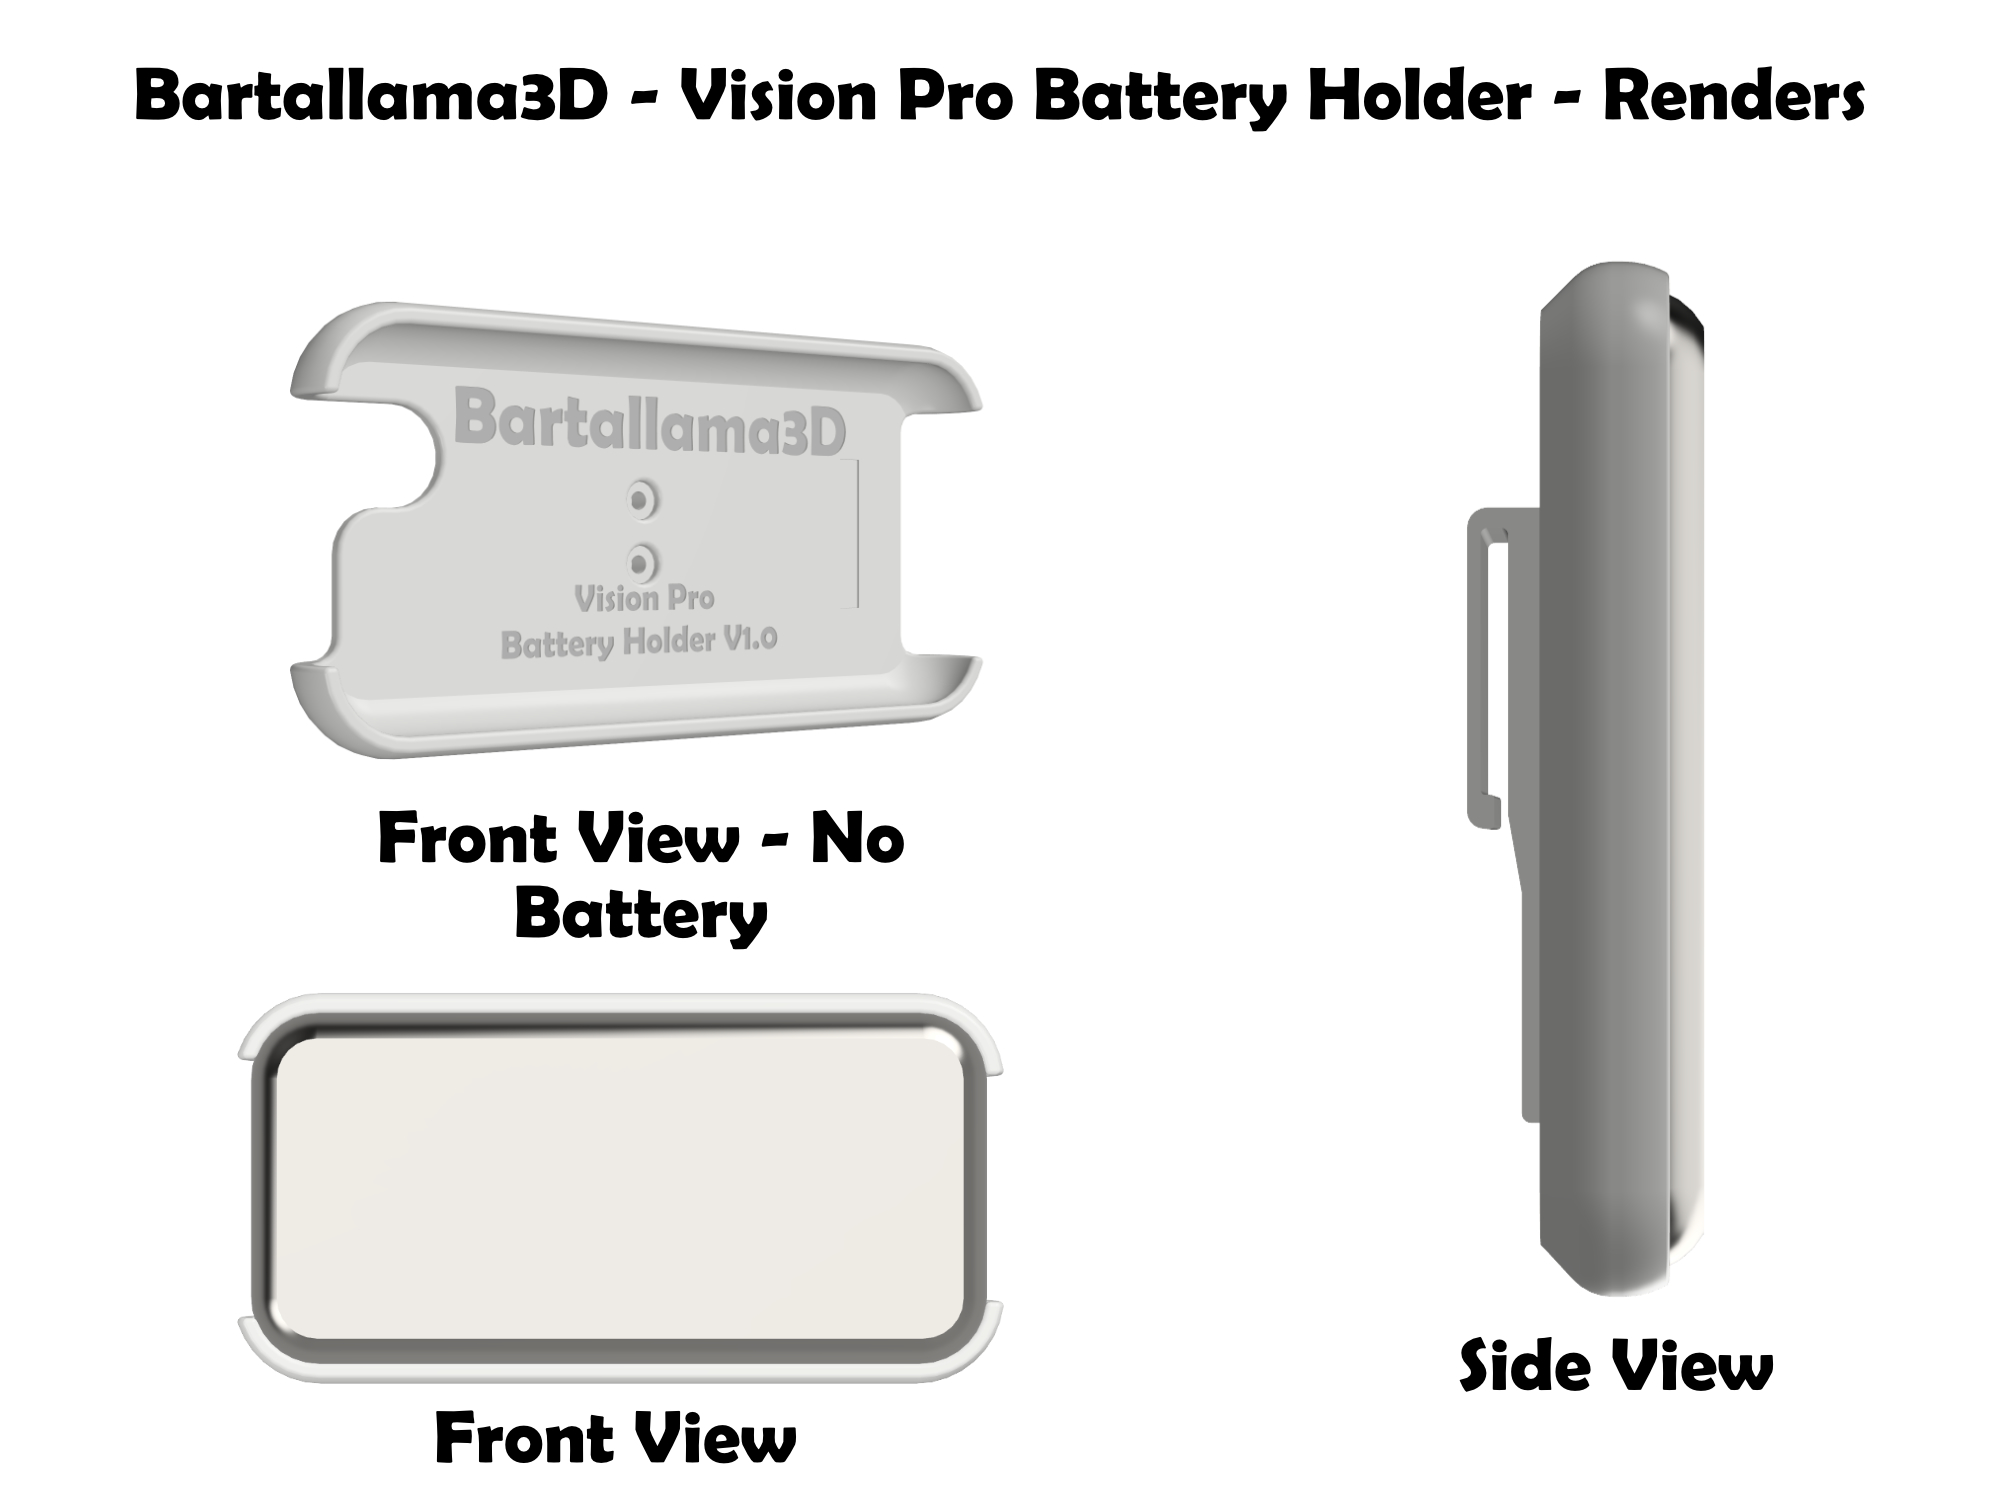 Bartallama3D - Vision Pro Battery Holder - Renders
Bartallama3D
Vision Pro
Battery Holder V1.0
Front View - No
Battery
Front View
Side View